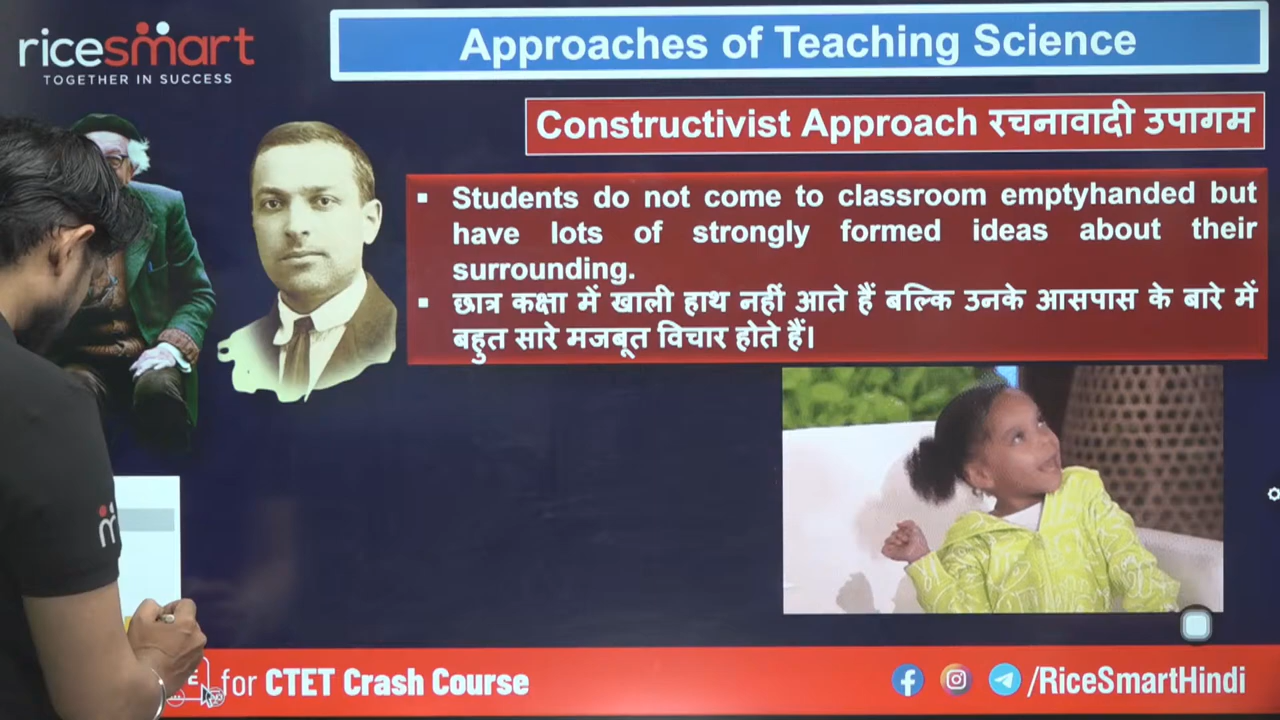 ricesmart
TOGETHER IN SUCCESS
Approaches of Teaching Science
Constructivist Approach रचनावादी उपागम
▪ Students do not come to classroom emptyhanded but
have lots of strongly formed ideas about their
surrounding.
▪ छात्र कक्षा में खाली हाथ नहीं आते हैं बल्कि उनके आसपास के बारे में
बहुत सारे मजबूत विचार होते हैं।
for CTET Crash Course
/RiceSmartHindi